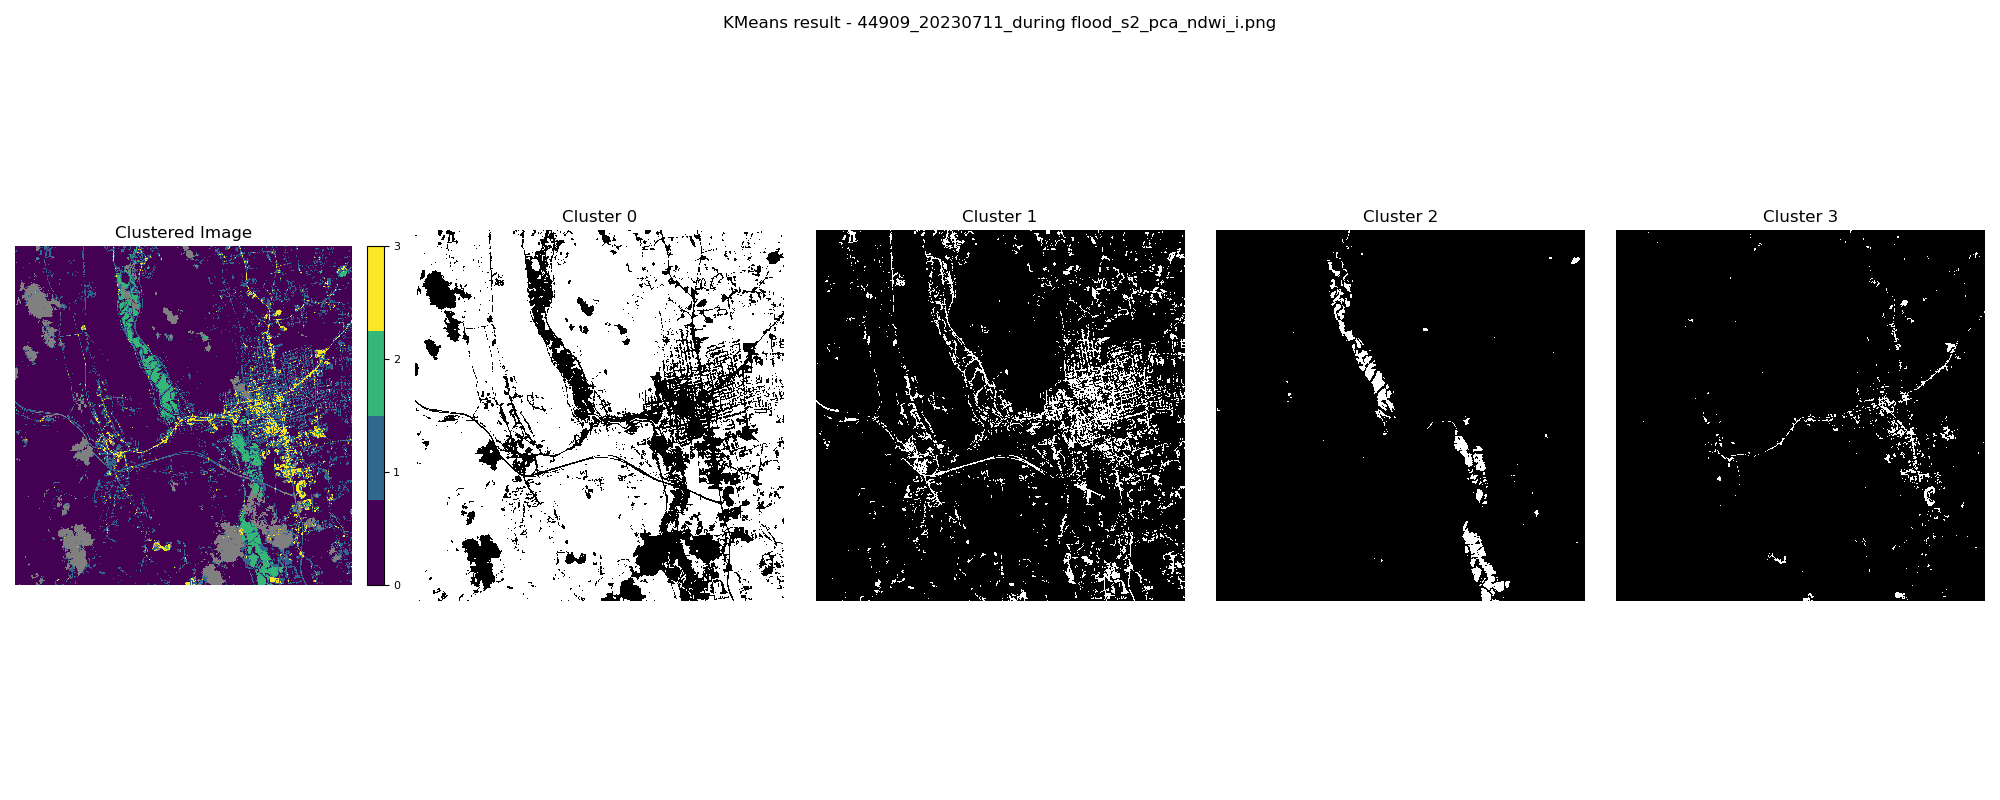 KMeans result - 44909_20230711_during flood_s2_pca_ndwi_i.png
Clustered Image
Cluster 0
Cluster 1
Cluster 2
Cluster 3
3
2
1
0